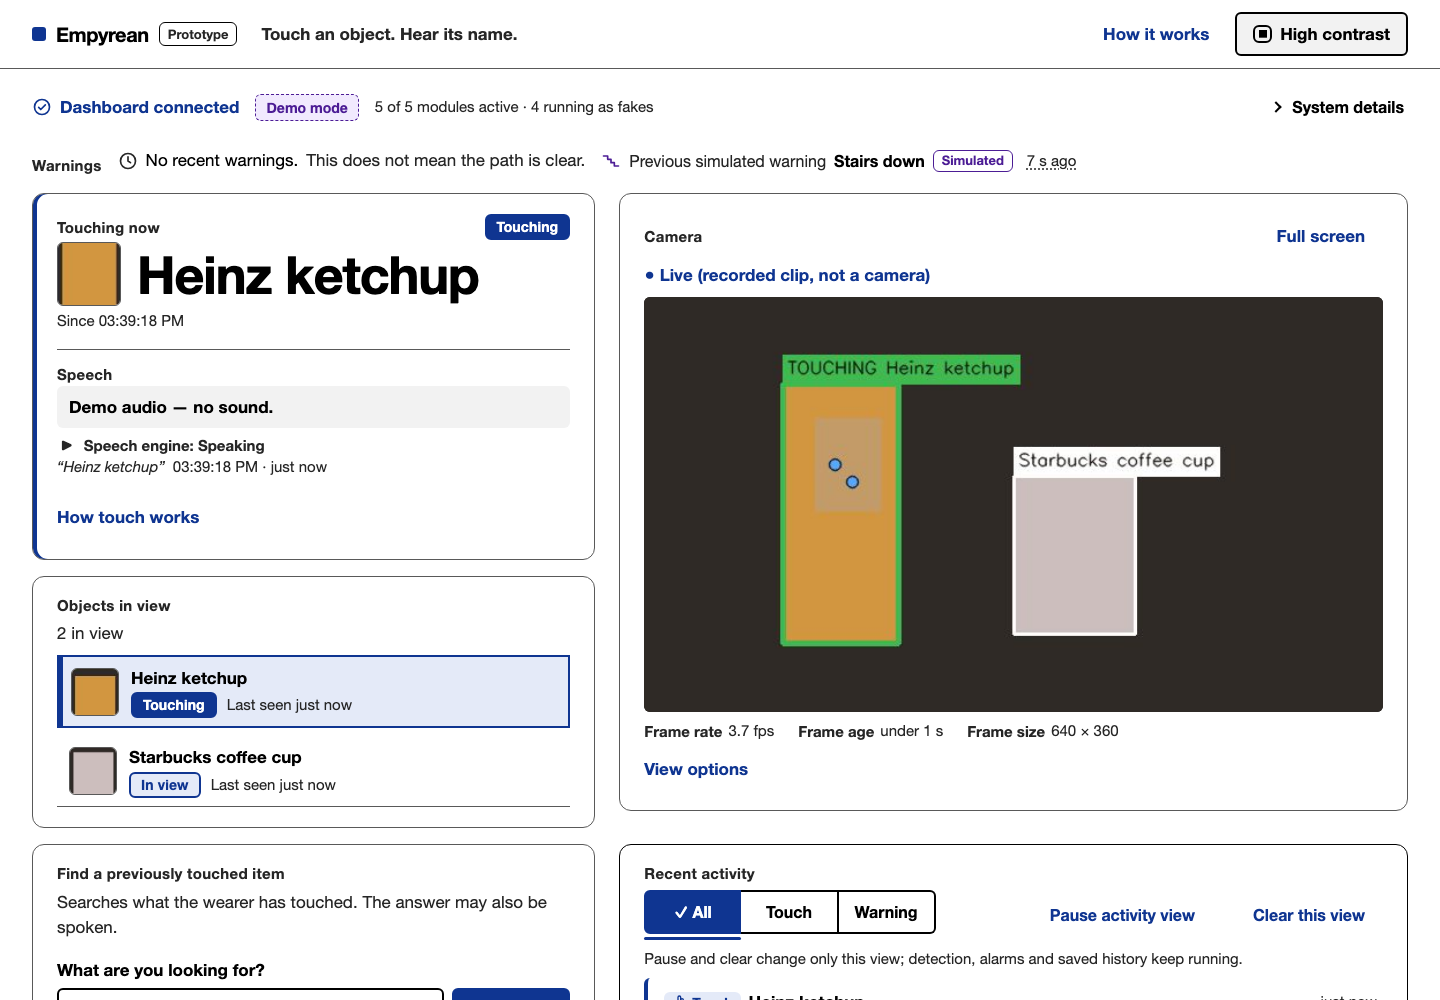 Empyrean Prototype Touch an object. Hear its name. How it works High contrast
Dashboard connected Demo mode 5 of 5 modules active · 4 running as fakes System details
Warnings No recent warnings. This does not mean the path is clear. Previous simulated warning Stairs down Simulated 7 s ago
Touching now Touching
Heinz ketchup
Since 03:39:18 PM
Speech
Demo audio — no sound.
Speech engine: Speaking
“Heinz ketchup” 03:39:18 PM · just now
How touch works
Camera Full screen
Live (recorded clip, not a camera)
TOUCHING Heinz ketchup
Starbucks coffee cup
Frame rate 3.7 fps Frame age under 1 s Frame size 640 × 360
View options
Objects in view
2 in view
Heinz ketchup
Touching Last seen just now
Starbucks coffee cup
In view Last seen just now
Find a previously touched item
Searches what the wearer has touched. The answer may also be
spoken.
What are you looking for?
Recent activity
All Touch Warning Pause activity view Clear this view
Pause and clear change only this view; detection, alarms and saved history keep running.
Touch Heinz ketchup just now